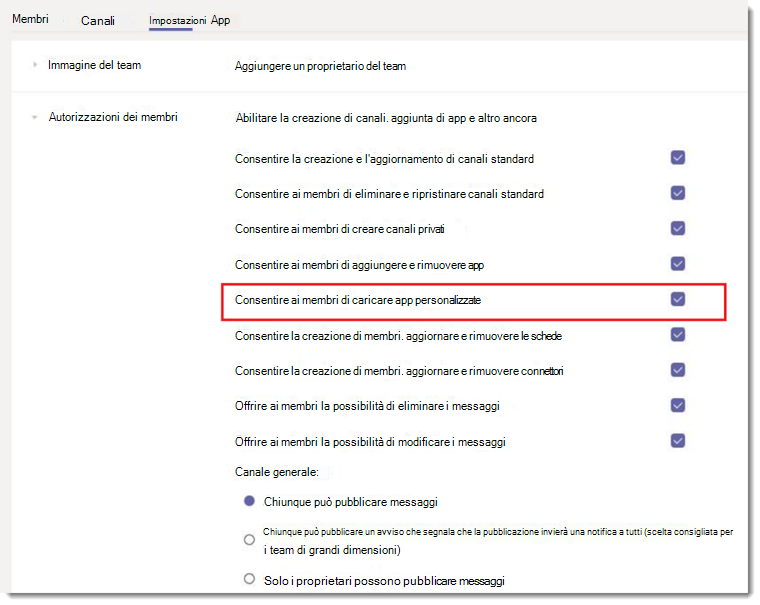 Membri Canali Impostazioni App
Immagine del team Aggiungere un proprietario del team
Autorizzazioni dei membri Abilitare la creazione di canali. aggiunta di app e altro ancora
Consentire la creazione e l'aggiornamento di canali standard
Consentire ai membri di eliminare e ripristinare canali standard
Consentire ai membri di creare canali privati
Consentire ai membri di aggiungere e rimuovere app
Consentire ai membri di caricare app personalizzate
Consentire la creazione di membri. aggiornare e rimuovere le schede
Consentire la creazione di membri. aggiornare e rimuovere connettori
Offrire ai membri la possibilità di eliminare i messaggi
Offrire ai membri la possibilità di modificare i messaggi
Canale generale:
Chiunque può pubblicare messaggi
Chiunque può pubblicare un avviso che segnala che la pubblicazione invierà una notifica a tutti (scelta consigliata per
i team di grandi dimensioni)
Solo i proprietari possono pubblicare messaggi